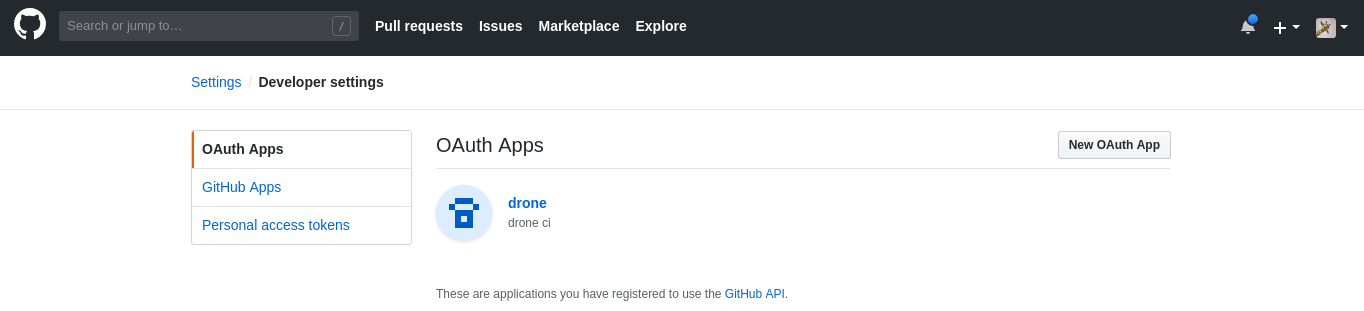 Search or jump to… /
Pull requests Issues Marketplace Explore
Settings / Developer settings
OAuth Apps
GitHub Apps
Personal access tokens
OAuth Apps
New OAuth App
drone
drone ci
These are applications you have registered to use the GitHub API.